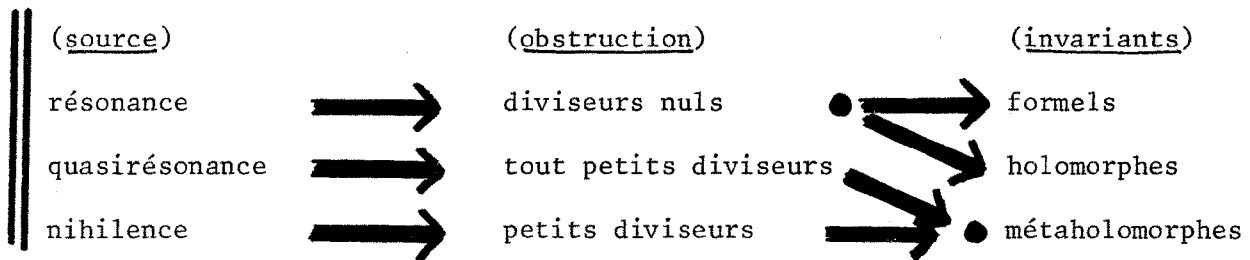 (source) (obstruction) (invariants)
résonance diviseurs nuls formels
quasirésonance tout petits diviseurs holomorphes
nihilence petits diviseurs métaholomorphes